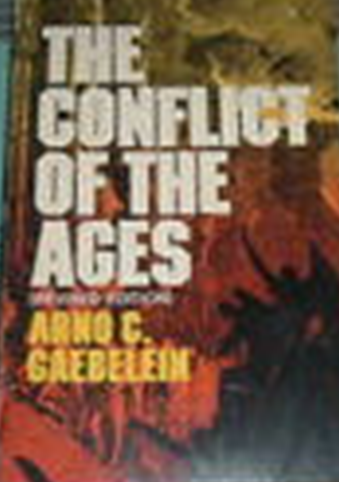 THE
CONFLICT
OF THE
AGES
(REVISED EDITION)
ARNO C.
GAEBELEIN